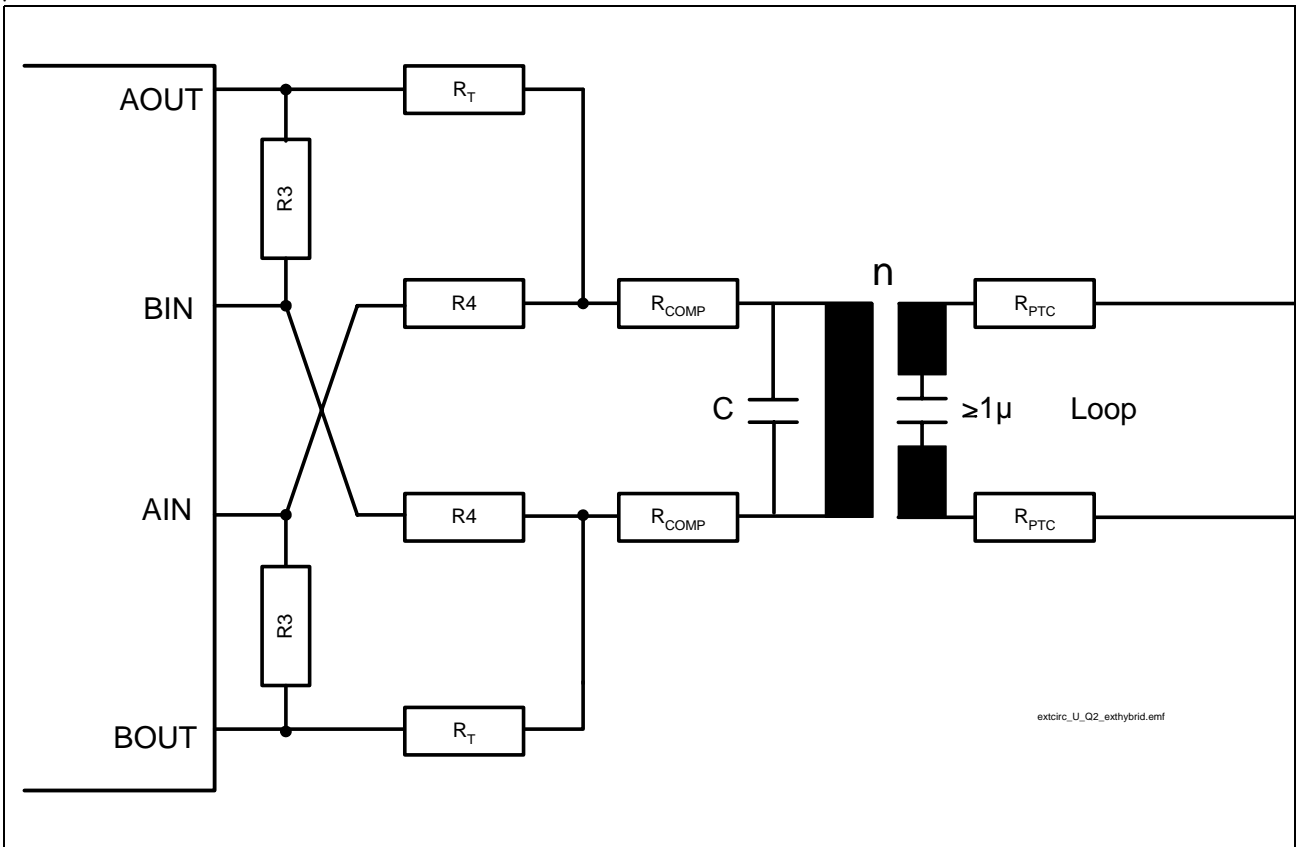 AOUT
R_T
R3
n
BIN
R4
R_COMP
R_PTC
C
≥1µ
Loop
AIN
R4
R_COMP
R_PTC
R3
BOUT
R_T
extcirc_U_Q2_exthybrid.emf